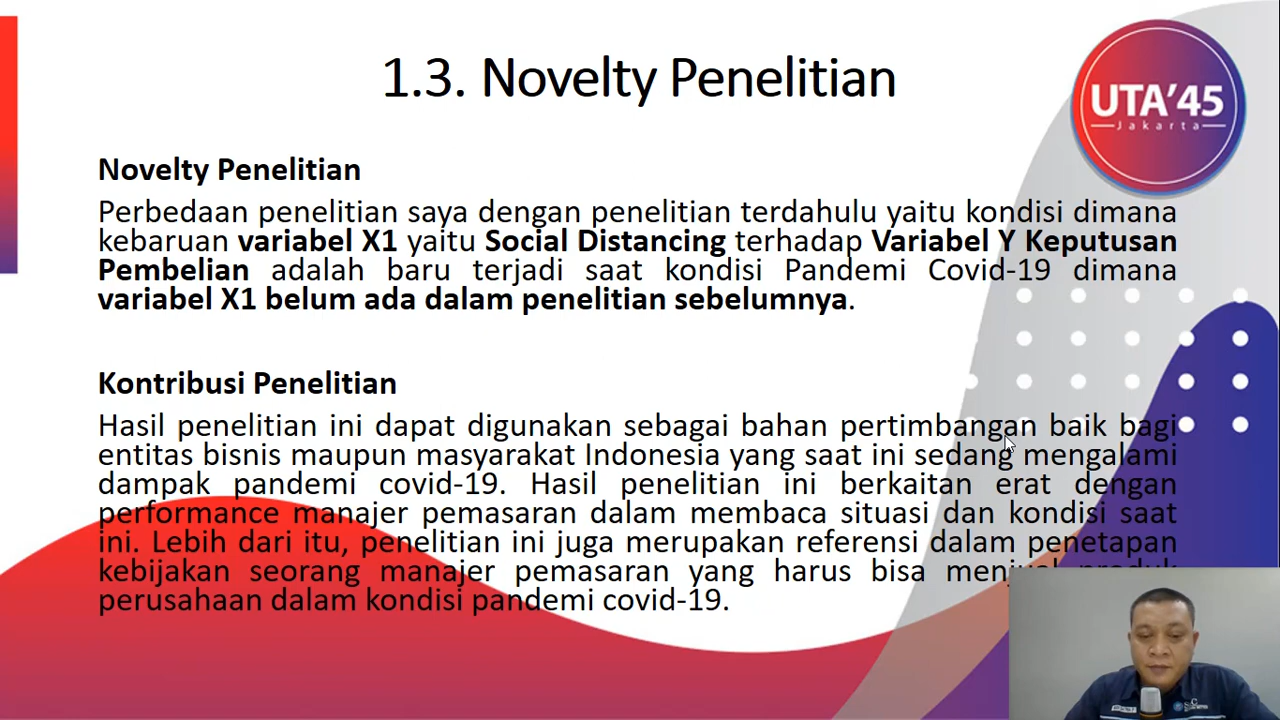 1.3. Novelty Penelitian
UTA'45
Jakarta
Novelty Penelitian
Perbedaan penelitian saya dengan penelitian terdahulu yaitu kondisi dimana
kebaruan variabel X1 yaitu Social Distancing terhadap Variabel Y Keputusan
Pembelian adalah baru terjadi saat kondisi Pandemi Covid-19 dimana
variabel X1 belum ada dalam penelitian sebelumnya.
Kontribusi Penelitian
Hasil penelitian ini dapat digunakan sebagai bahan pertimbangan baik bagi
entitas bisnis maupun masyarakat Indonesia yang saat ini sedang mengalami
dampak pandemi covid-19. Hasil penelitian ini berkaitan erat dengan
performance manajer pemasaran dalam membaca situasi dan kondisi saat
ini. Lebih dari itu, penelitian ini juga merupakan referensi dalam penetapan
kebijakan seorang manajer pemasaran yang harus bisa menjual produk
perusahaan dalam kondisi pandemi covid-19.